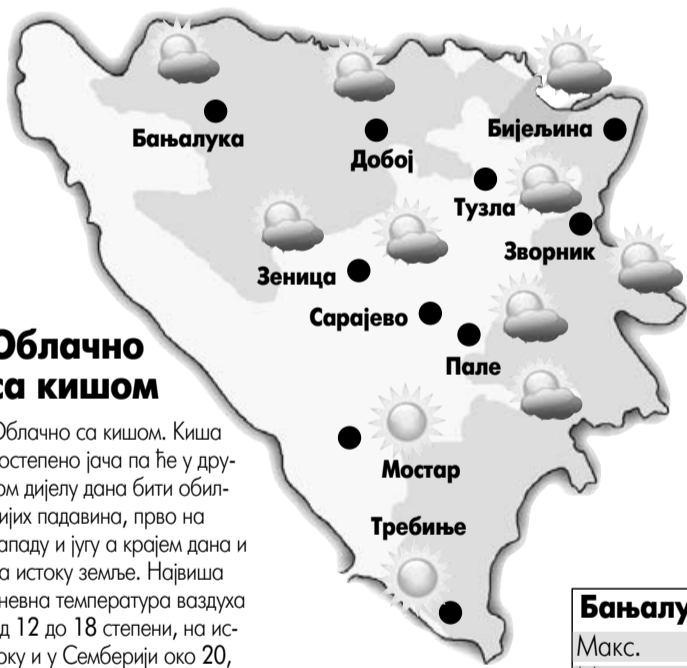 Бањалука
Добој
Бијељина
Тузла
Зворник
Зеница
Сарајево
Пале
Мостар
Требиње
Облачно
са кишом
Облачно са кишом. Киша
остепено јача па ће у дру-
ом дијелу дана бити обил-
ијих падавина, прво на
ападу и југу а крајем дана и
а истоку земље. Највиша
невна температура ваздуха
д 12 до 18 степени, на ис-
оку и у Семберији око 20,
Бањалу
Макс.